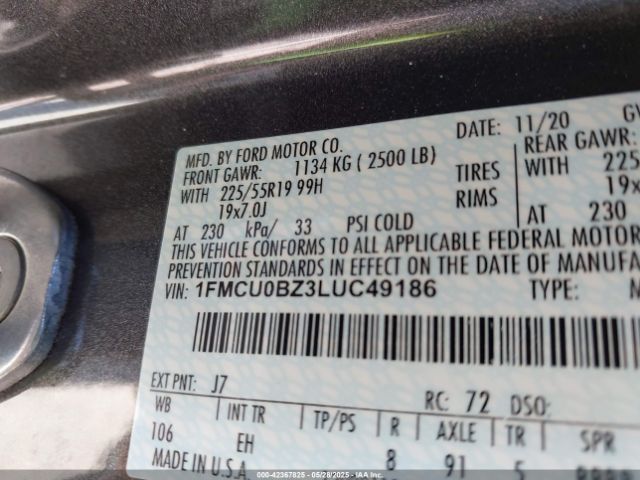 DATE: 11/20
MFD. BY FORD MOTOR CO.
FRONT GAWR: 1134 KG ( 2500 LB) REAR GAWR:
WITH 225/55R19 99H TIRES WITH 225
19x7.0J RIMS 19x
AT 230 kPa/ 33 PSI COLD AT 230
THIS VEHICLE CONFORMS TO ALL APPLICABLE FEDERAL MOTOR
PREVENTION STANDARDS IN EFFECT ON THE DATE OF MANUFA
VIN: 1FMCU0BZ3LUC49186 TYPE:
EXT PNT: J7 RC: 72 DSO:
WB INT TR TP/PS R AXLE TR SPR
106 EH 8 91 5
MADE IN U.S.A.
000-42367825 - 05/28/2025 - IAAI.COM